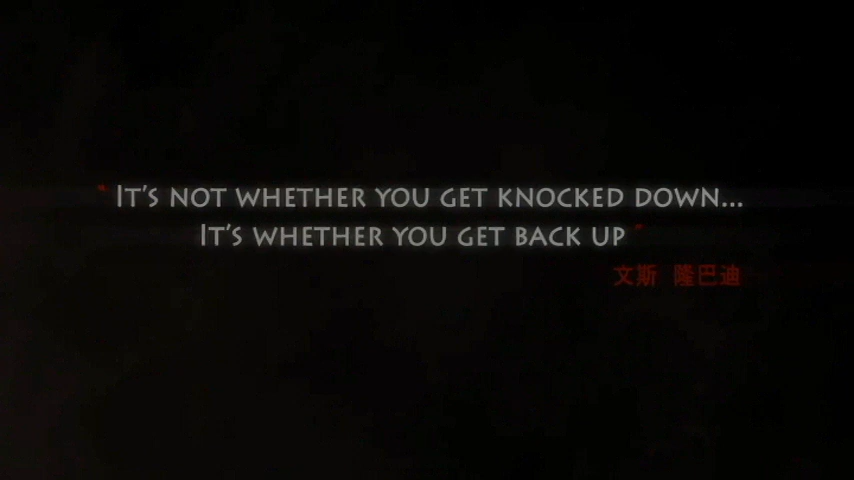 " IT'S NOT WHETHER YOU GET KNOCKED DOWN...
IT'S WHETHER YOU GET BACK UP "
文斯 隆巴迪